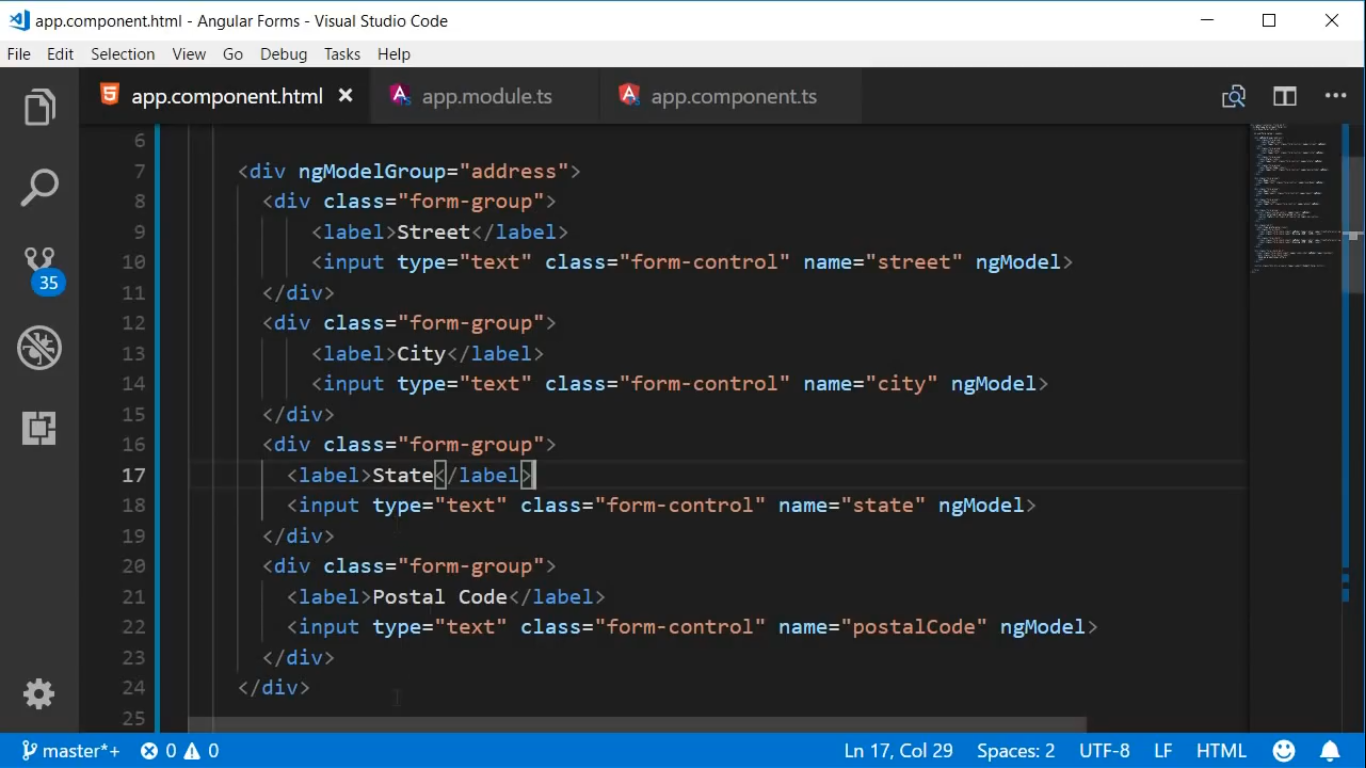 app.component.html - Angular Forms - Visual Studio Code
File Edit Selection View Go Debug Tasks Help
app.component.html app.module.ts app.component.ts
6
7 <div ngModelGroup="address">
8 <div class="form-group">
9 <label>Street</label>
10 <input type="text" class="form-control" name="street" ngModel>
11 </div>
12 <div class="form-group">
13 <label>City</label>
14 <input type="text" class="form-control" name="city" ngModel>
15 </div>
16 <div class="form-group">
17 <label>State</label>
18 <input type="text" class="form-control" name="state" ngModel>
19 </div>
20 <div class="form-group">
21 <label>Postal Code</label>
22 <input type="text" class="form-control" name="postalCode" ngModel>
23 </div>
24 </div>
25
35
master*+ 0 0 Ln 17, Col 29 Spaces: 2 UTF-8 LF HTML